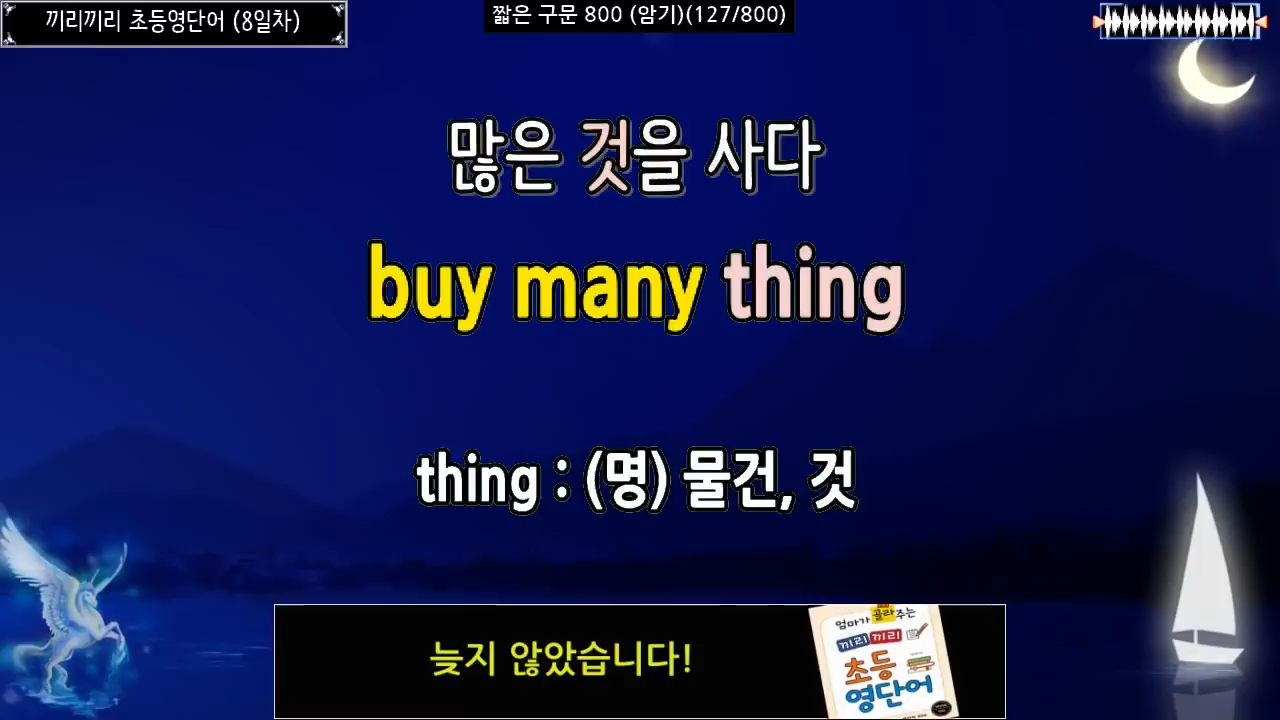 끼리끼리 초등영단어 (8일차)
짧은 구문 800 (암기)(127/800)
많은 것을 사다
buy many thing
thing : (명) 물건, 것
늦지 않았습니다!
엄마가 골라주는
끼리끼리
초등
영단어